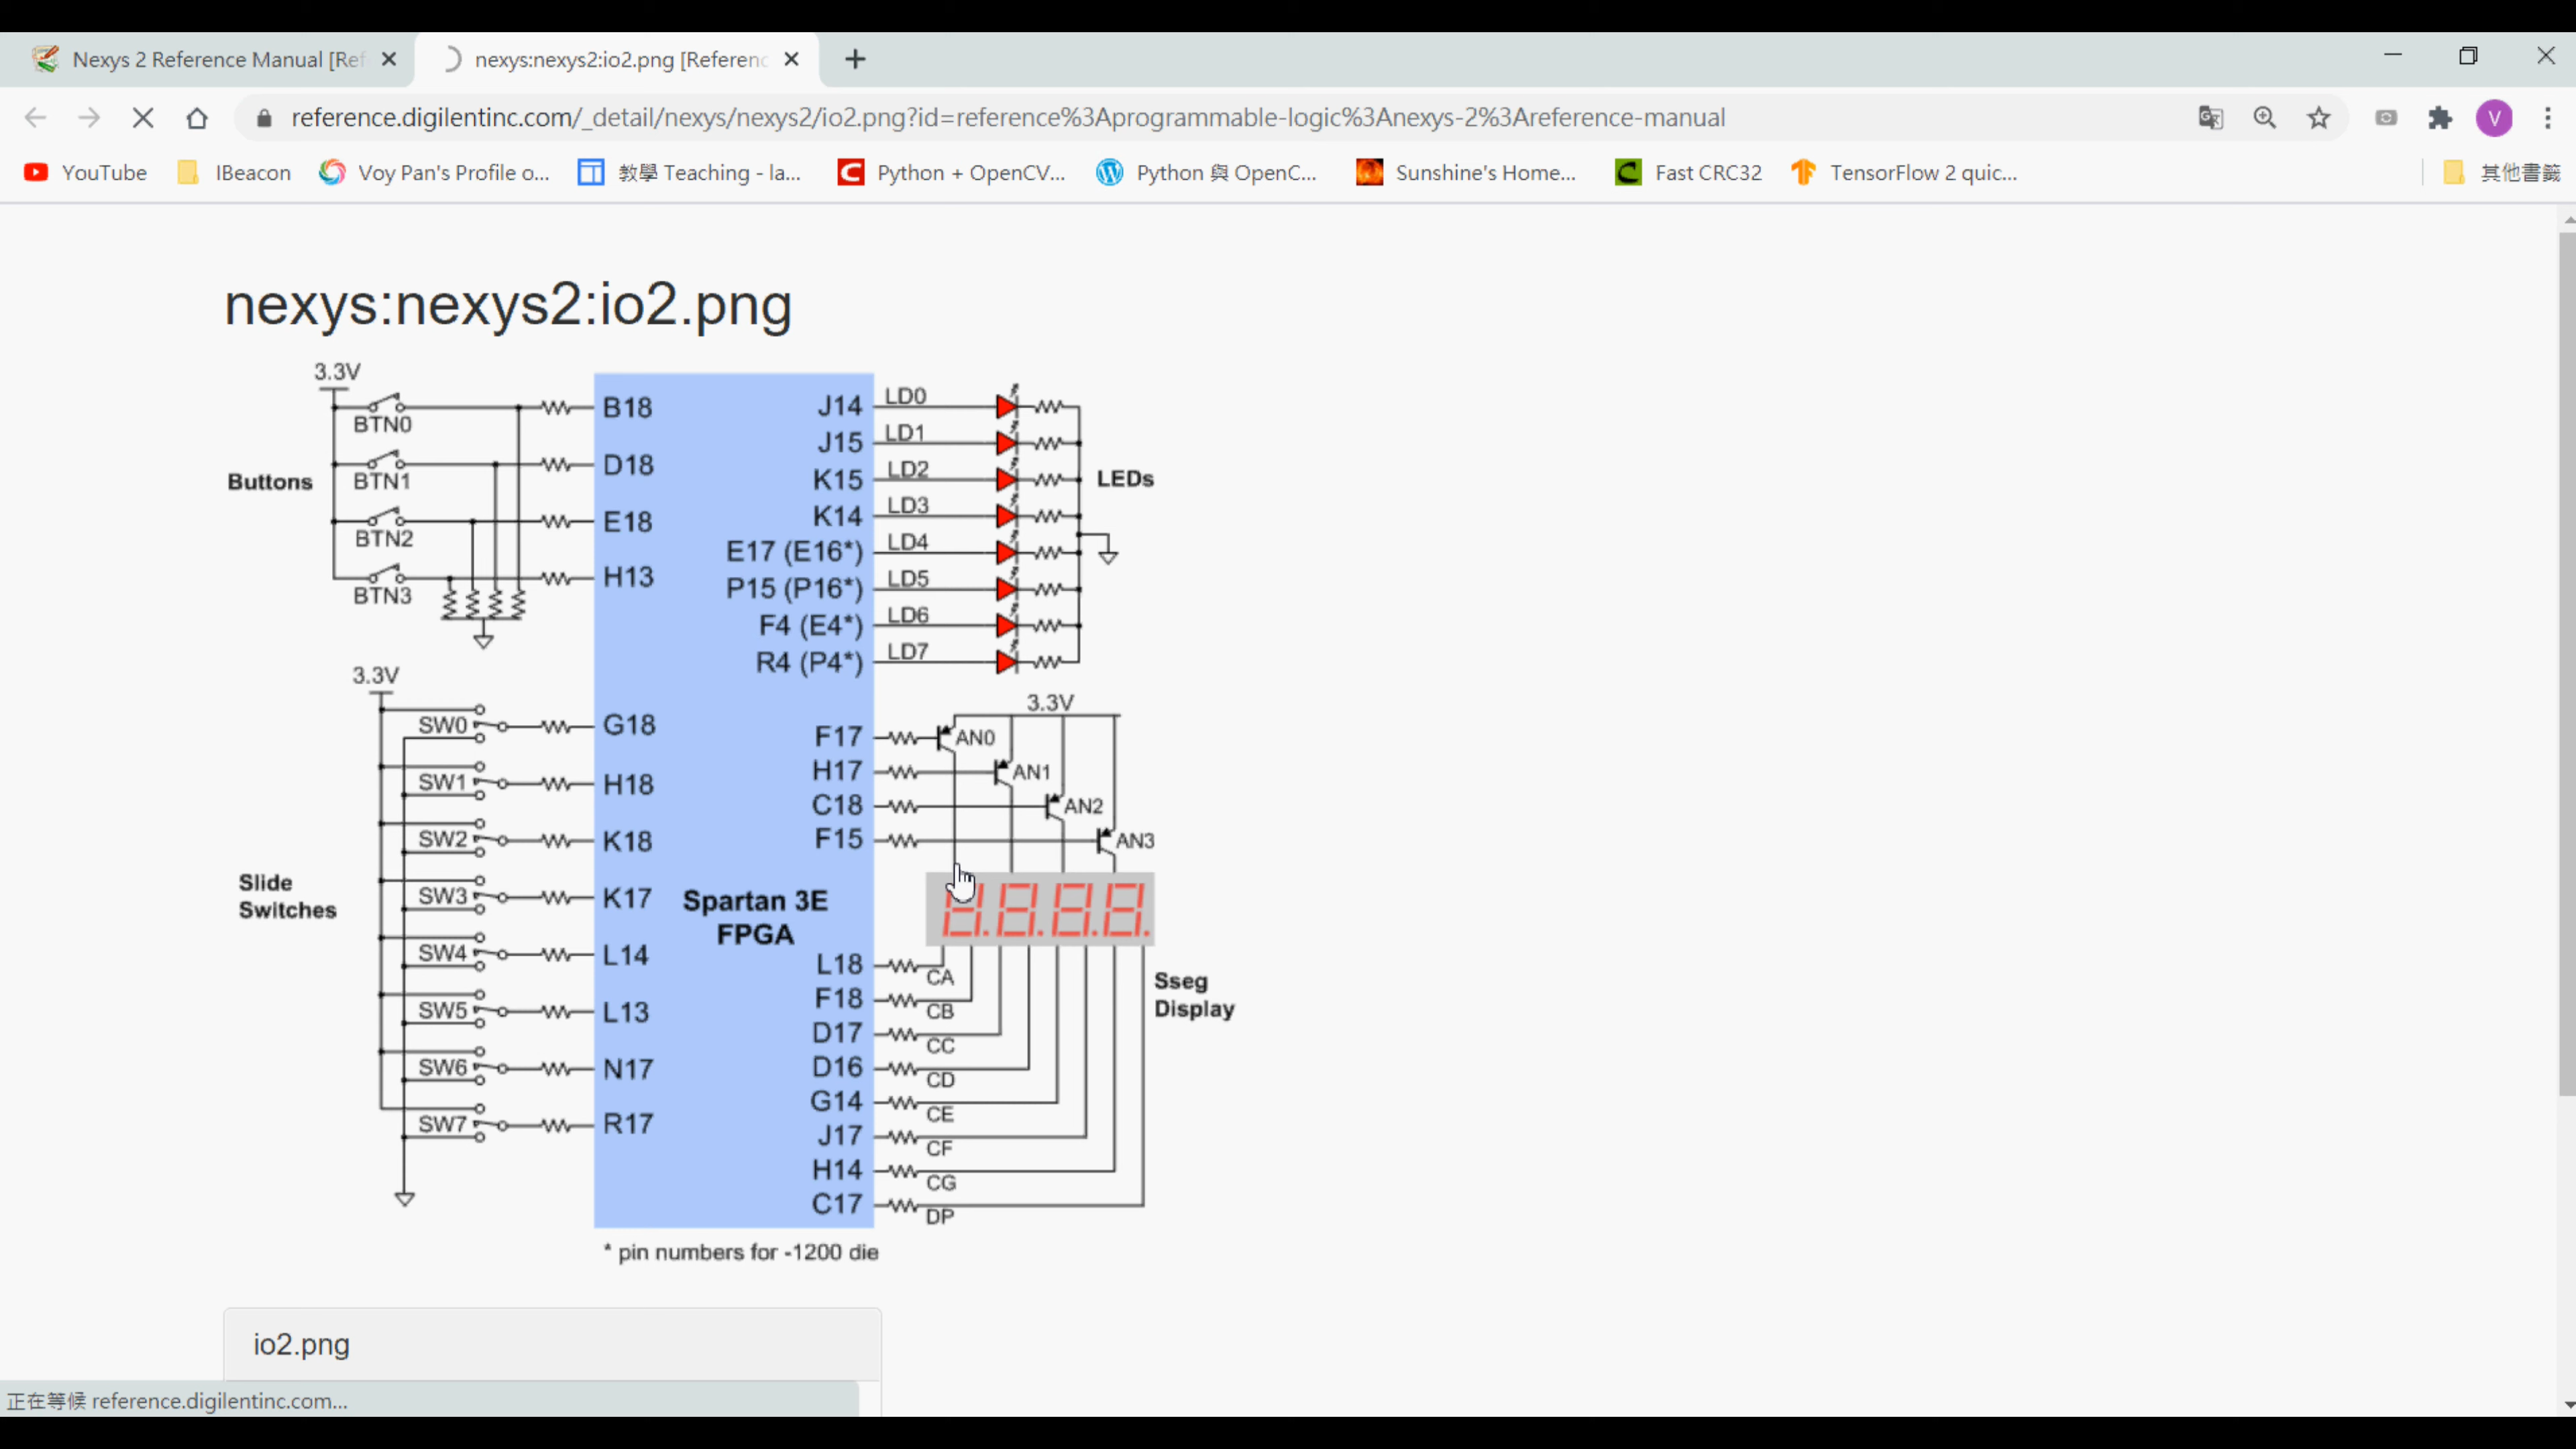 Nexys 2 Reference Manual [Ref
nexys:nexys2:io2.png [Referenc
reference.digilentinc.com/_detail/nexys/nexys2/io2.png?id=reference%3Aprogrammable-logic%3Anexys-2%3Areference-manual
V
YouTube
IBeacon
Voy Pan's Profile o...
教學 Teaching - la...
Python + OpenCV...
Python 與 OpenC...
Sunshine's Home...
Fast CRC32
TensorFlow 2 quic...
其他書籤
nexys:nexys2:io2.png
3.3V
BTN0
BTN1
BTN2
BTN3
Buttons
B18
D18
E18
H13
J14
J15
K15
K14
E17 (E16*)
P15 (P16*)
F4 (E4*)
R4 (P4*)
LD0
LD1
LD2
LD3
LD4
LD5
LD6
LD7
LEDs
3.3V
SW0
SW1
SW2
SW3
SW4
SW5
SW6
SW7
Slide
Switches
G18
H18
K18
K17
L14
L13
N17
R17
Spartan 3E
FPGA
3.3V
F17
H17
C18
F15
AN0
AN1
AN2
AN3
8.8.8.8.
L18
F18
D17
D16
G14
J17
H14
C17
CA
CB
CC
CD
CE
CF
CG
DP
Sseg
Display
* pin numbers for -1200 die
io2.png
正在等候 reference.digilentinc.com...